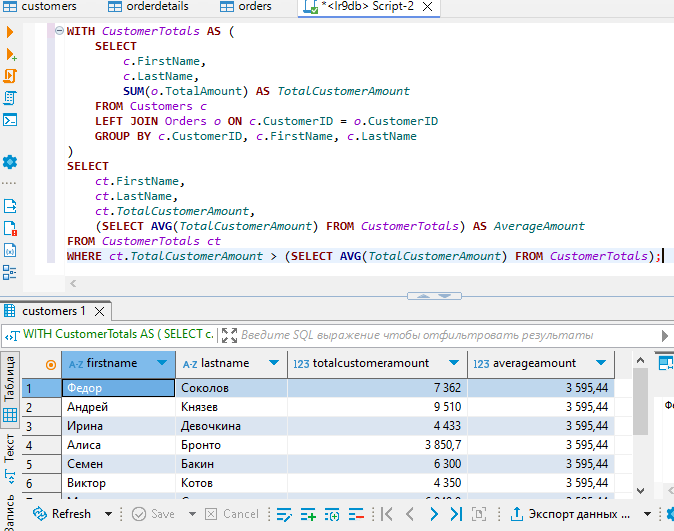 customers
orderdetails
orders
*<lr9db> Script-2
WITH CustomerTotals AS (
SELECT
c.FirstName,
c.LastName,
SUM(o.TotalAmount) AS TotalCustomerAmount
FROM Customers c
LEFT JOIN Orders o ON c.CustomerID = o.CustomerID
GROUP BY c.CustomerID, c.FirstName, c.LastName
)
SELECT
ct.FirstName,
ct.LastName,
ct.TotalCustomerAmount,
(SELECT AVG(TotalCustomerAmount) FROM CustomerTotals) AS AverageAmount
FROM CustomerTotals ct
WHERE ct.TotalCustomerAmount > (SELECT AVG(TotalCustomerAmount) FROM CustomerTotals);
customers 1
WITH CustomerTotals AS ( SELECT c.
Введите SQL выражение чтобы отфильтровать результаты
Таблица
Текст
Запись
A-Z firstname A-Z lastname 123 totalcustomeramount 123 averageamount
1 Федор Соколов 7 362 3 595,44
2 Андрей Князев 9 510 3 595,44
3 Ирина Девочкина 4 433 3 595,44
4 Алиса Бронто 3 850,7 3 595,44
5 Семен Бакин 6 300 3 595,44
6 Виктор Котов 4 350 3 595,44
Refresh Save Cancel Экспорт данных ...